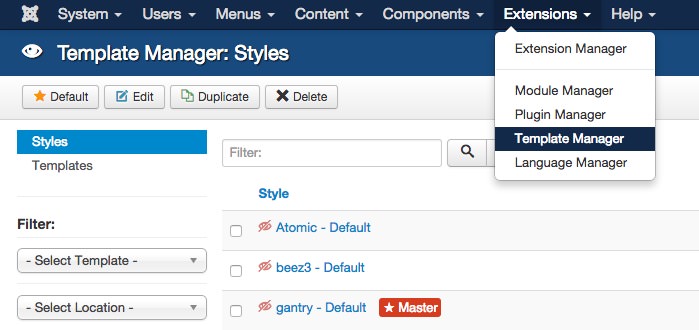 System Users Menus Content Components Extensions Help
Template Manager: Styles
Extension Manager
Module Manager
Plugin Manager
Template Manager
Language Manager
Default Edit Duplicate Delete
Styles
Templates
Filter:
- Select Template -
- Select Location -
Filter:
Style
Atomic - Default
beez3 - Default
gantry - Default Master